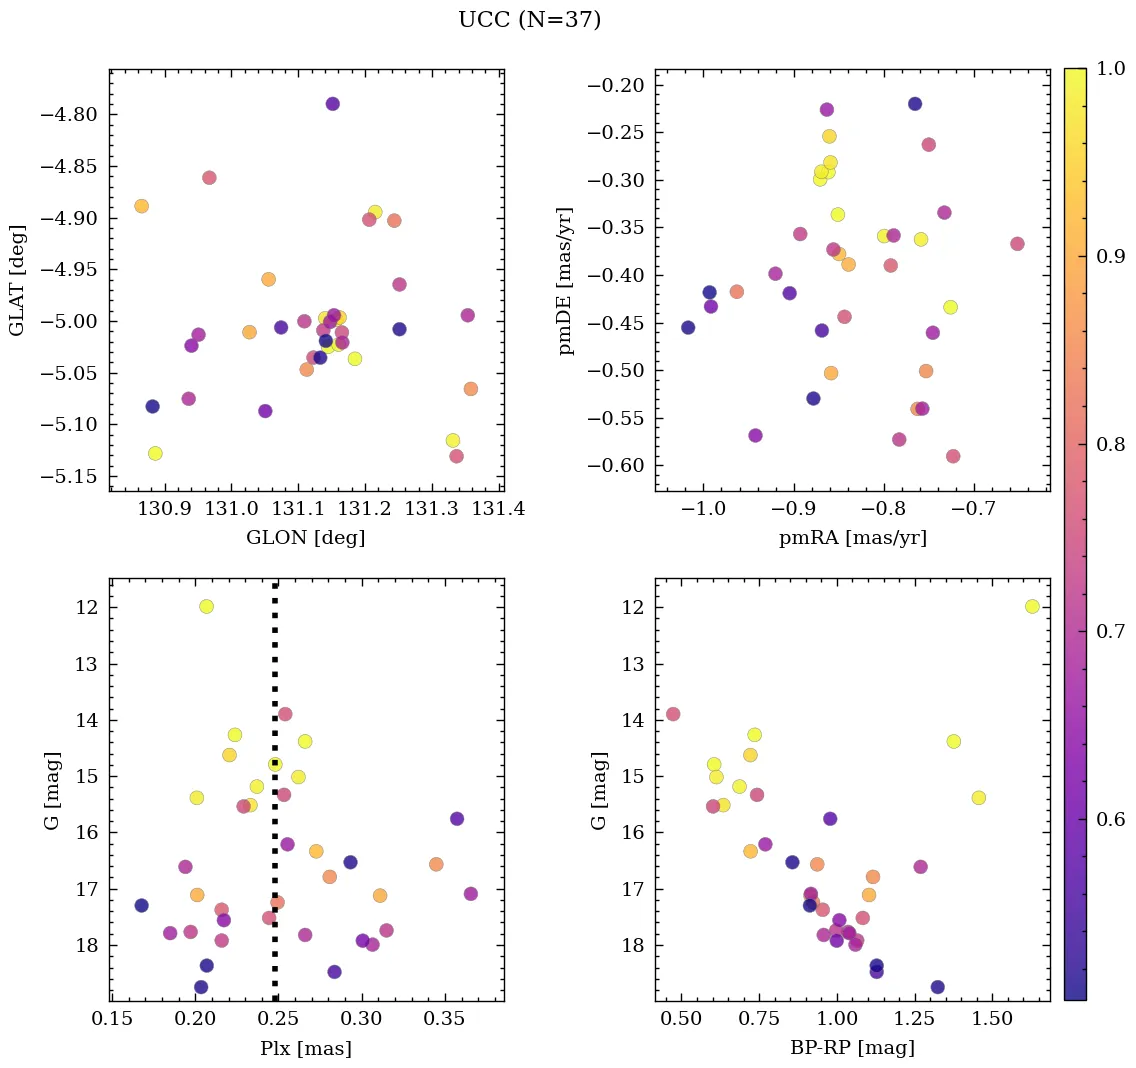 UCC (N=37)
−4.80
−4.85
−4.90
−4.95
−5.00
−5.05
−5.10
−5.15
GLAT [deg]
130.9 131.0 131.1 131.2 131.3 131.4
GLON [deg]
−0.20
−0.25
−0.30
−0.35
−0.40
−0.45
−0.50
−0.55
−0.60
pmDE [mas/yr]
−1.0 −0.9 −0.8 −0.7
pmRA [mas/yr]
12
13
14
15
16
17
18
G [mag]
0.15 0.20 0.25 0.30 0.35
Plx [mas]
12
13
14
15
16
17
18
G [mag]
0.50 0.75 1.00 1.25 1.50
BP-RP [mag]
1.0
0.9
0.8
0.7
0.6